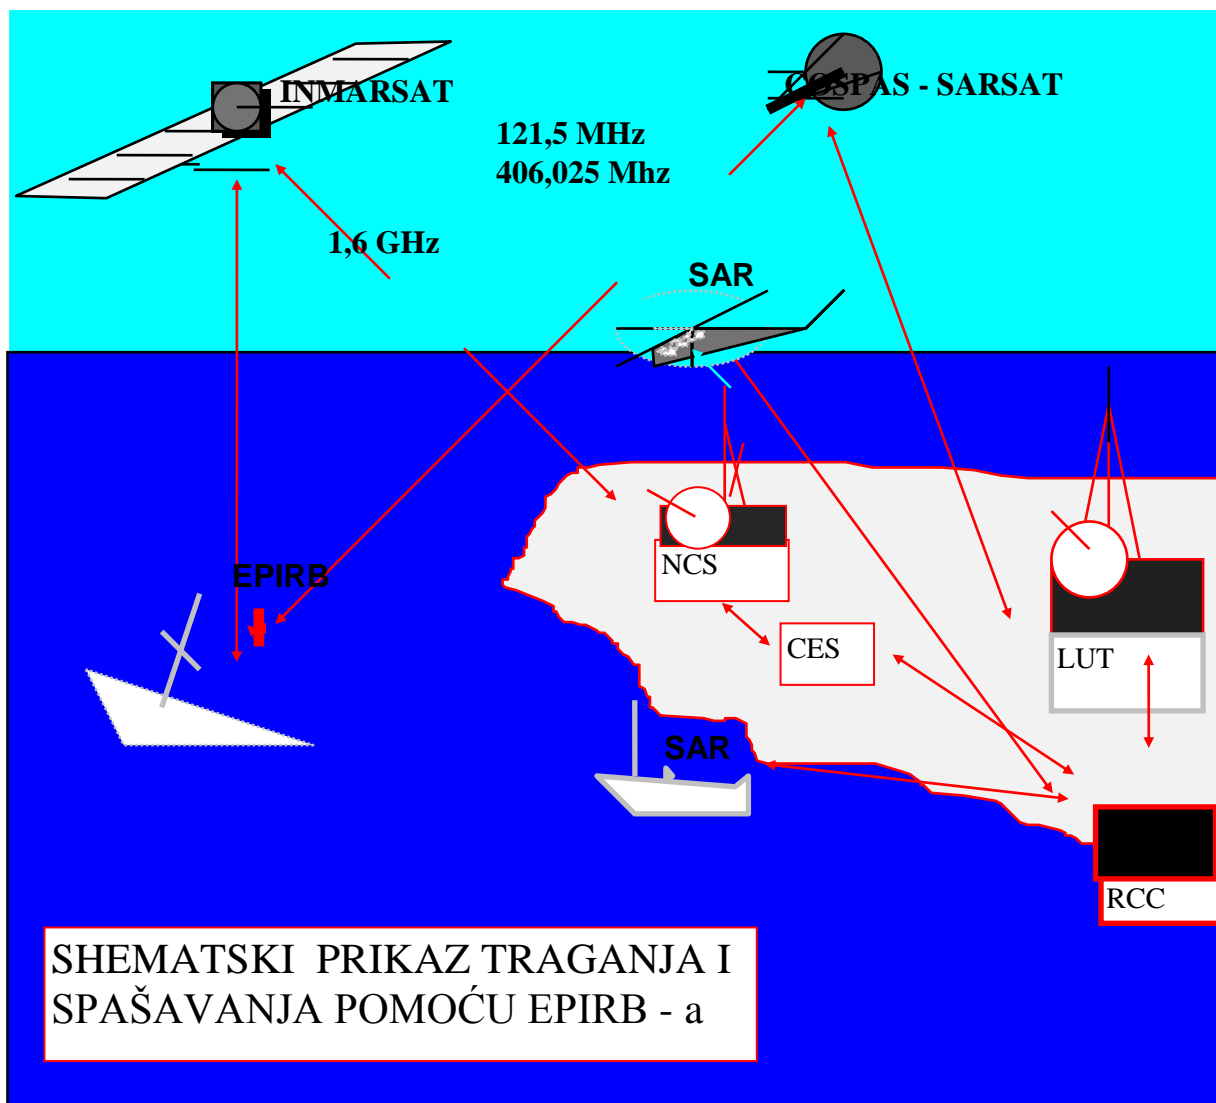 INMARSAT
COSPAS - SARSAT
121,5 MHz
406,025 Mhz
1,6 GHz
SAR
NCS
EPIRB
CES
LUT
SAR
RCC
SHEMATSKI PRIKAZ TRAGANJA I
SPAŠAVANJA POMOĆU EPIRB - a